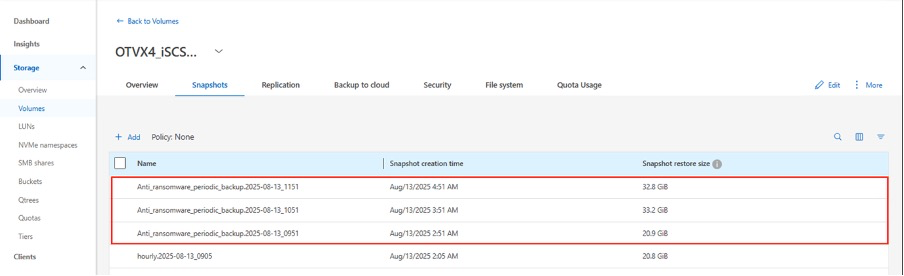 Dashboard
← Back to Volumes
Insights
OTVX4_iSCS...
Storage
Overview Snapshots Replication Backup to cloud Security File system Quota Usage Edit More
Overview
Volumes
LUNs
+ Add Policy: None
NVMe namespaces
SMB shares
Name Snapshot creation time Snapshot restore size
Buckets
Anti_ransomware_periodic_backup.2025-08-13_1151 Aug/13/2025 4:51 AM 32.8 GiB
Qtrees
Anti_ransomware_periodic_backup.2025-08-13_1051 Aug/13/2025 3:51 AM 33.2 GiB
Quotas
Anti_ransomware_periodic_backup.2025-08-13_0951 Aug/13/2025 2:51 AM 20.9 GiB
Tiers
hourly.2025-08-13_0905 Aug/13/2025 2:05 AM 20.8 GiB
Clients